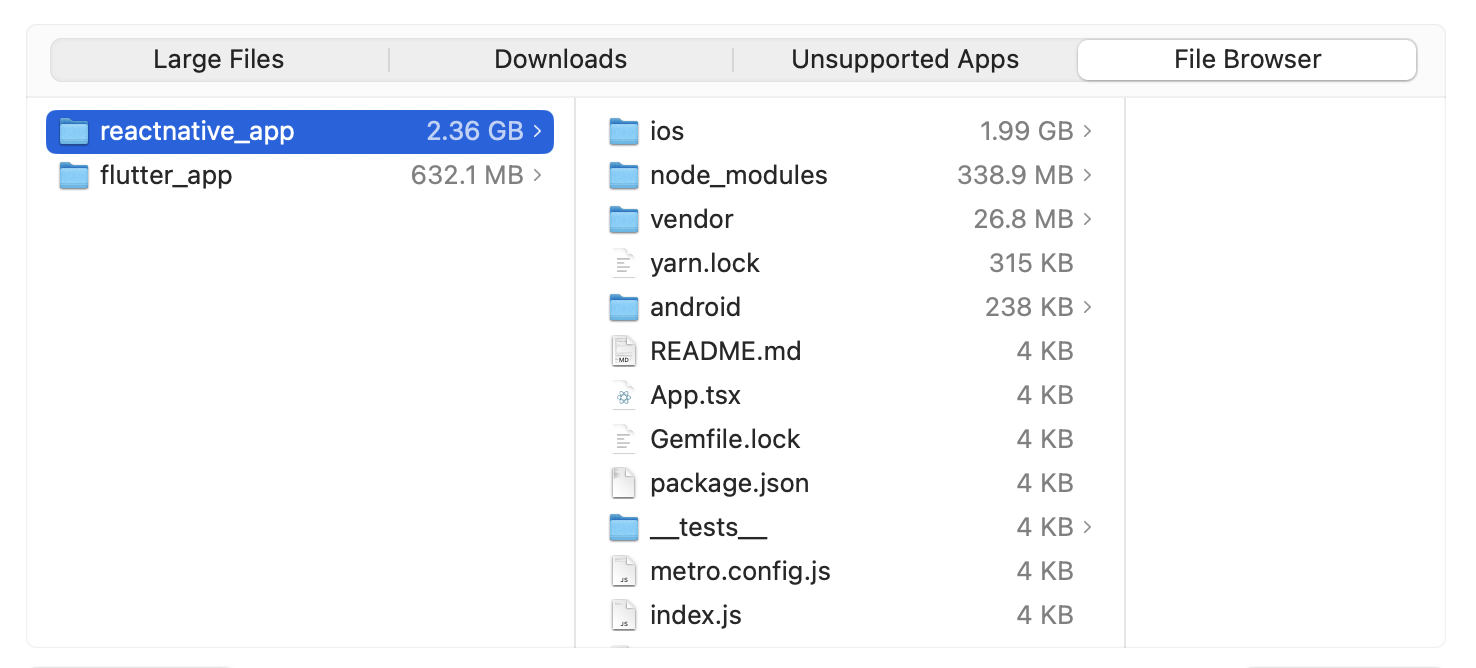 Large Files
Downloads
Unsupported Apps
File Browser
reactnative_app 2.36 GB
flutter_app 632.1 MB
ios 1.99 GB
node_modules 338.9 MB
vendor 26.8 MB
yarn.lock 315 KB
android 238 KB
README.md 4 KB
App.tsx 4 KB
Gemfile.lock 4 KB
package.json 4 KB
__tests__ 4 KB
metro.config.js 4 KB
index.js 4 KB